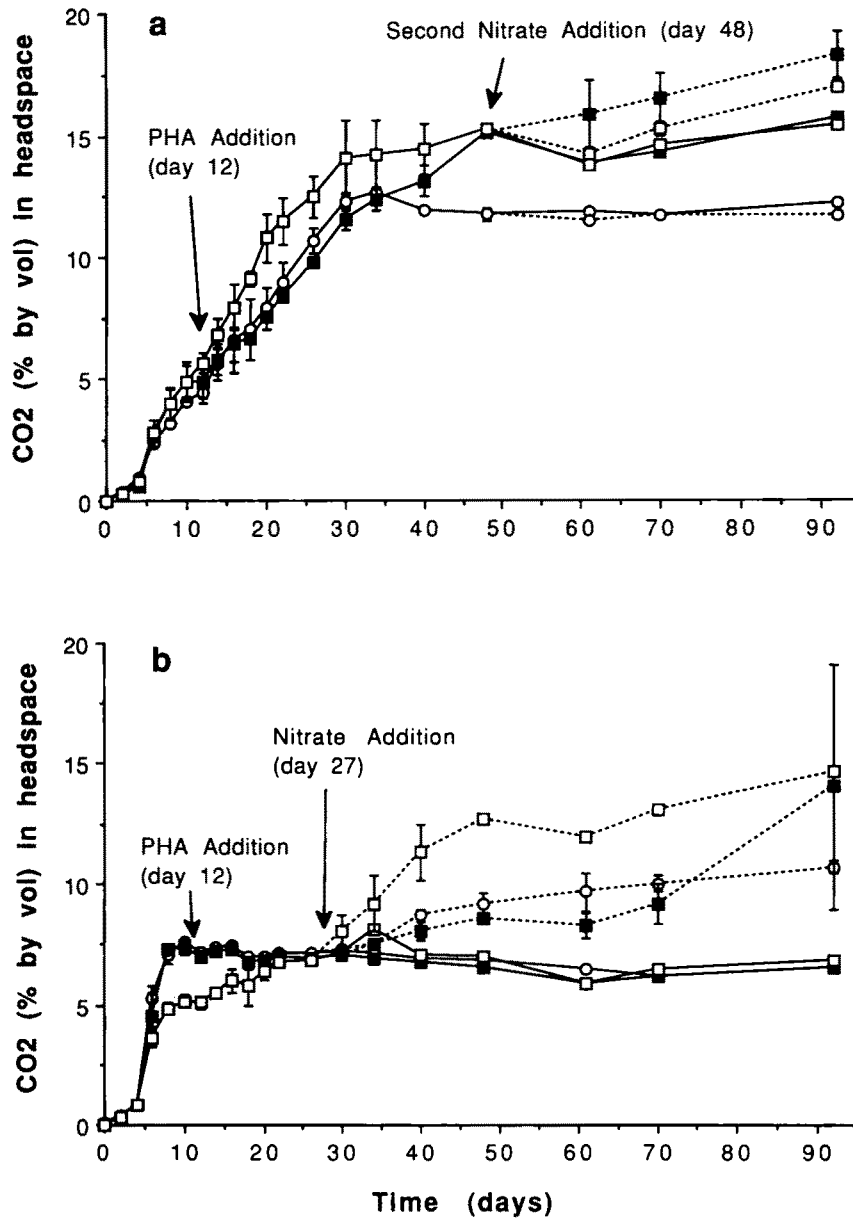 a
Second Nitrate Addition (day 48)
PHA Addition
(day 12)
CO2 (% by vol) in headspace
20
15
10
5
0
0 10 20 30 40 50 60 70 80 90
b
Nitrate Addition
(day 27)
PHA Addition
(day 12)
CO2 (% by vol) in headspace
20
15
10
5
0
0 10 20 30 40 50 60 70 80 90
Time (days)